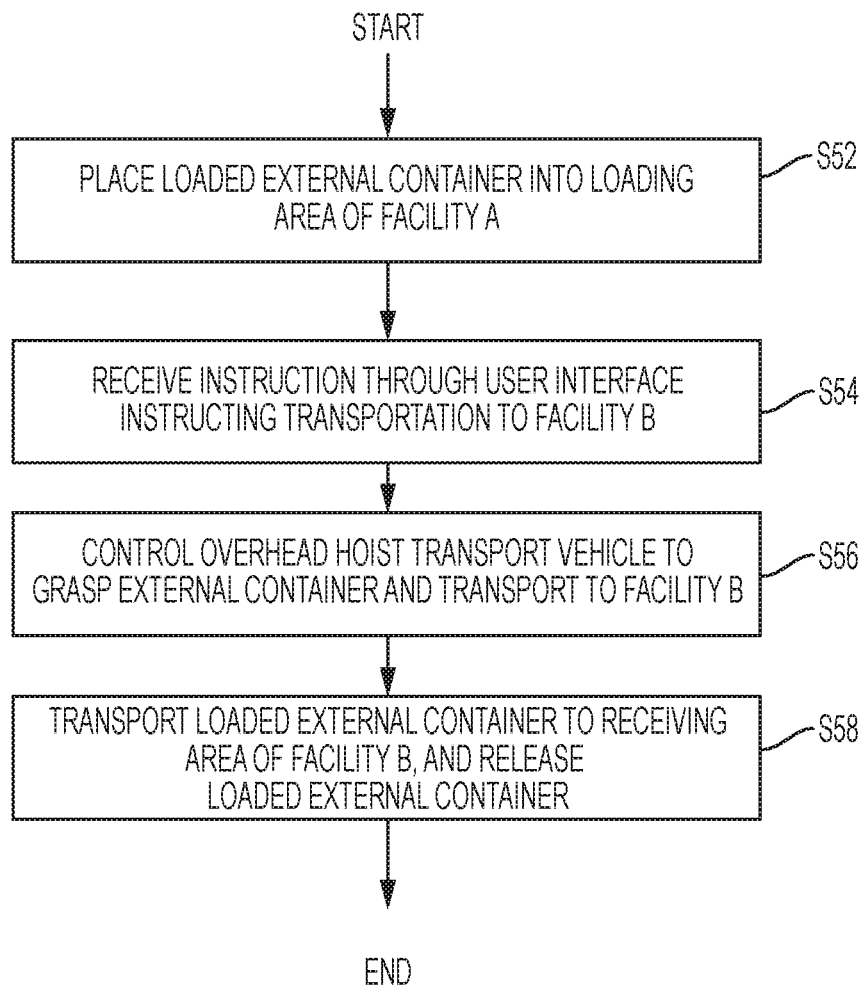 START
PLACE LOADED EXTERNAL CONTAINER INTO LOADING
AREA OF FACILITY A
S52
RECEIVE INSTRUCTION THROUGH USER INTERFACE
INSTRUCTING TRANSPORTATION TO FACILITY B
S54
CONTROL OVERHEAD HOIST TRANSPORT VEHICLE TO
GRASP EXTERNAL CONTAINER AND TRANSPORT TO FACILITY B
S56
TRANSPORT LOADED EXTERNAL CONTAINER TO RECEIVING
AREA OF FACILITY B, AND RELEASE
LOADED EXTERNAL CONTAINER
S58
END